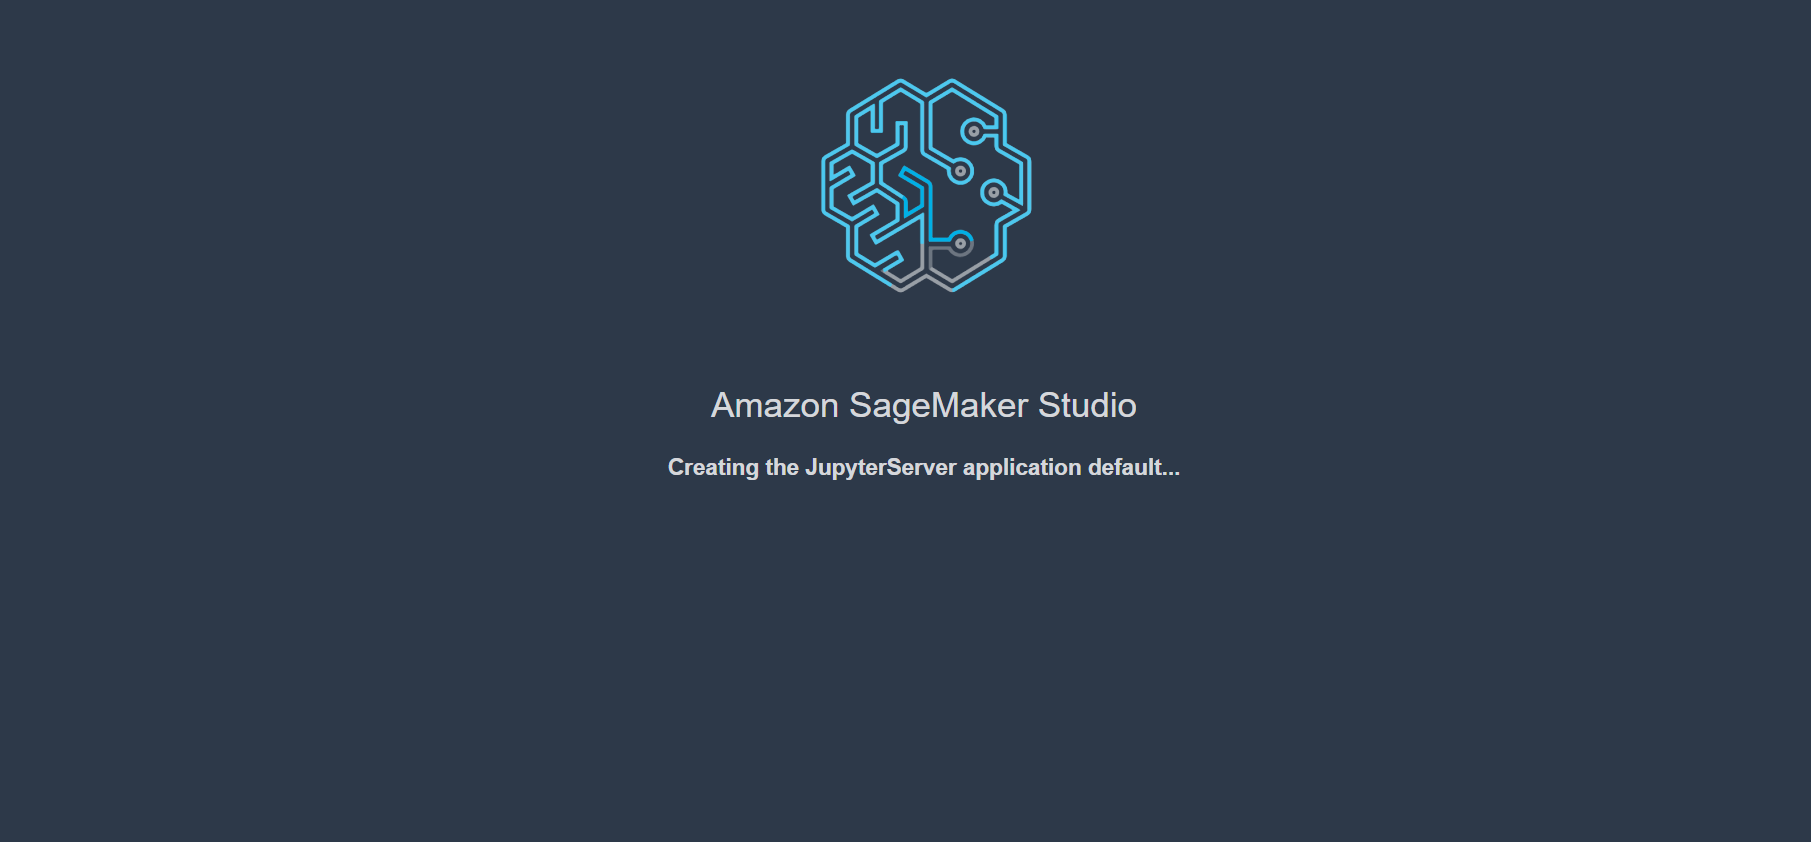 Amazon SageMaker Studio
Creating the JupyterServer application default...